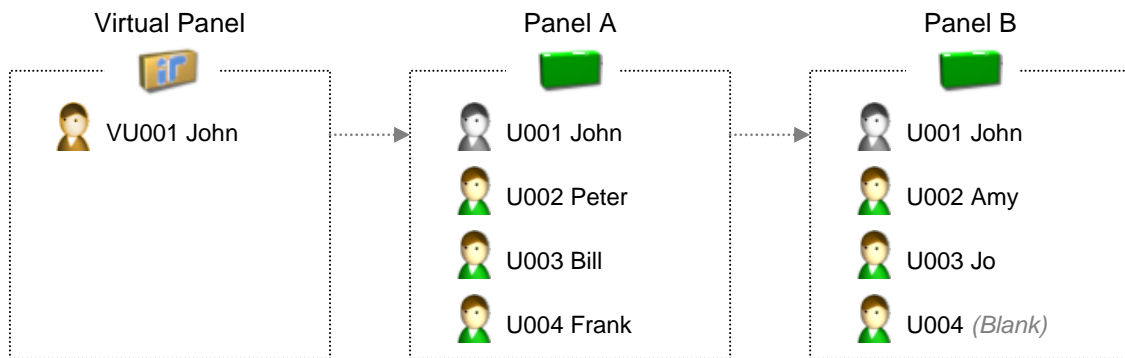 Virtual Panel
VU001 John
Panel A
U001 John
U002 Peter
U003 Bill
U004 Frank
Panel B
U001 John
U002 Amy
U003 Jo
U004 (Blank)